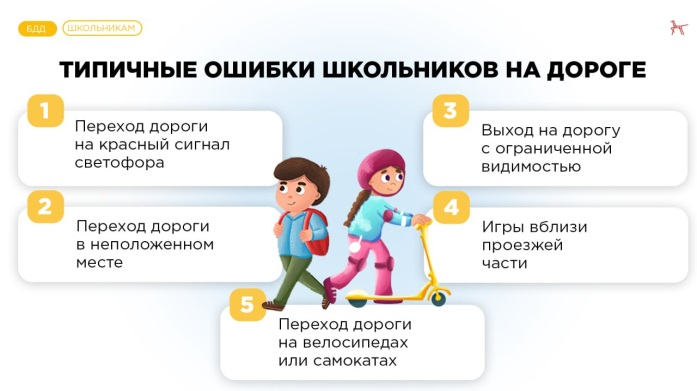 БДД ШКОЛЬНИКАМ
ТИПИЧНЫЕ ОШИБКИ ШКОЛЬНИКОВ НА ДОРОГЕ
1
Переход дороги
на красный сигнал
светофора
2
Переход дороги
в неположенном
месте
3
Выход на дорогу
с ограниченной
видимостью
4
Игры вблизи
проезжей
части
5
Переход дороги
на велосипедах
или самокатах